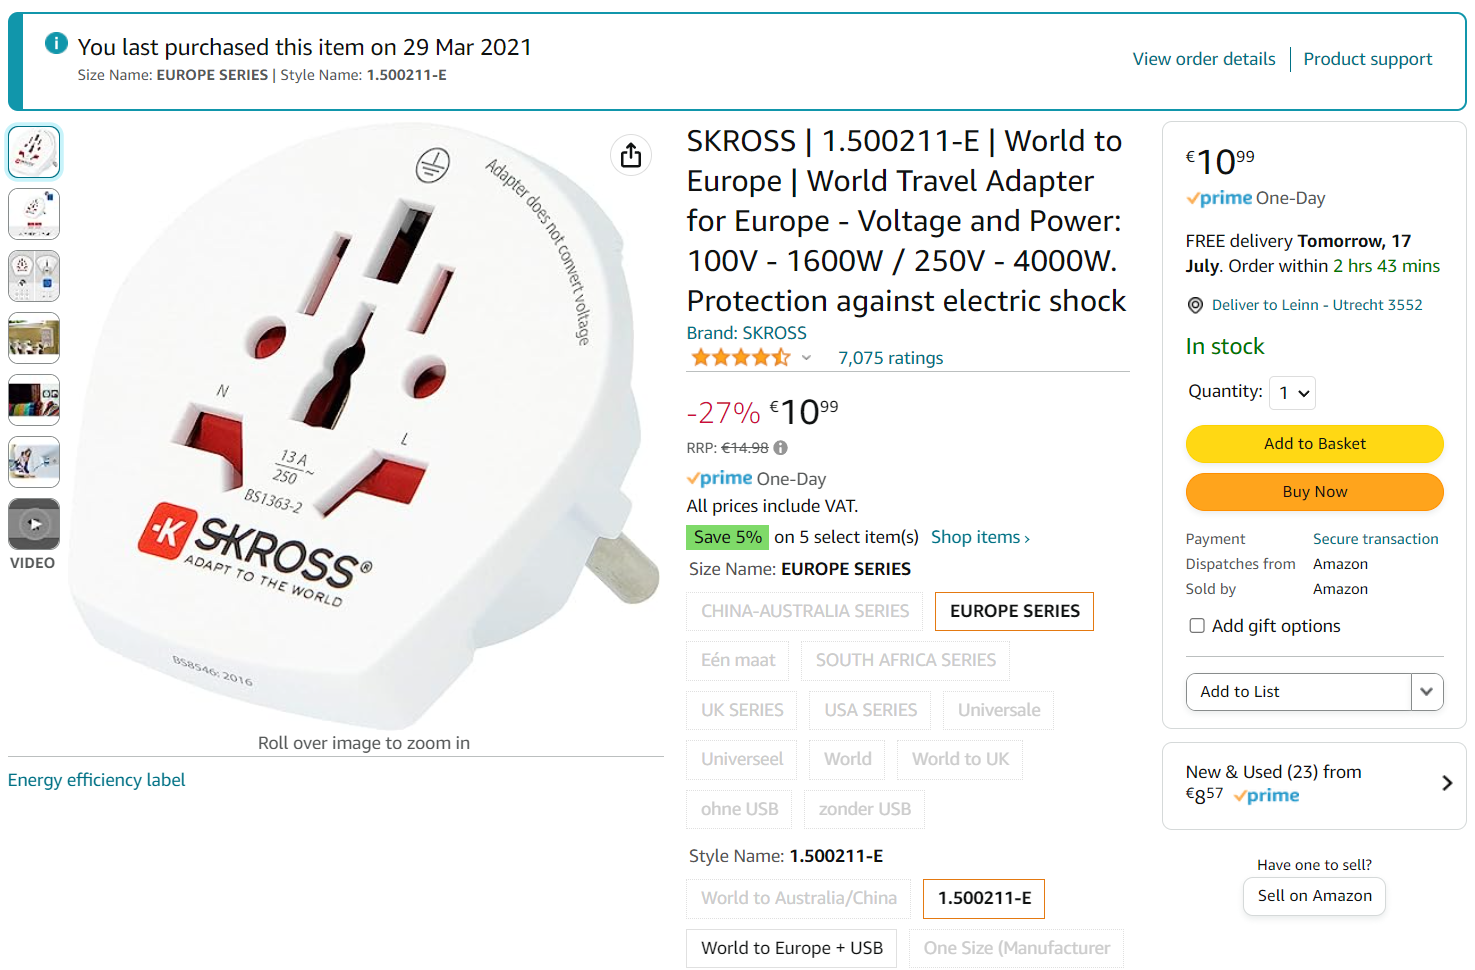 You last purchased this item on 29 Mar 2021
Size Name: EUROPE SERIES | Style Name: 1.500211-E
View order details
Product support
Adapter does not convert voltage
N
L
13 A
250 ~
BS1363-2
SKROSS®
ADAPT TO THE WORLD
BS8546: 2016
VIDEO
Roll over image to zoom in
Energy efficiency label
SKROSS | 1.500211-E | World to
Europe | World Travel Adapter
for Europe - Voltage and Power:
100V - 1600W / 250V - 4000W.
Protection against electric shock
Brand: SKROSS
7,075 ratings
-27% €10⁹⁹
RRP: €14.98
prime One-Day
All prices include VAT.
Save 5% on 5 select item(s) Shop items ›
Size Name: EUROPE SERIES
CHINA-AUSTRALIA SERIES
EUROPE SERIES
Eén maat
SOUTH AFRICA SERIES
UK SERIES
USA SERIES
Universale
Universeel
World
World to UK
ohne USB
zonder USB
Style Name: 1.500211-E
World to Australia/China
1.500211-E
World to Europe + USB
One Size (Manufacturer
€10⁹⁹
prime One-Day
FREE delivery Tomorrow, 17
July. Order within 2 hrs 43 mins
Deliver to Leinn - Utrecht 3552
In stock
Quantity: 1
Add to Basket
Buy Now
Payment Secure transaction
Dispatches from Amazon
Sold by Amazon
Add gift options
Add to List
New & Used (23) from
€8⁵⁷ prime
Have one to sell?
Sell on Amazon